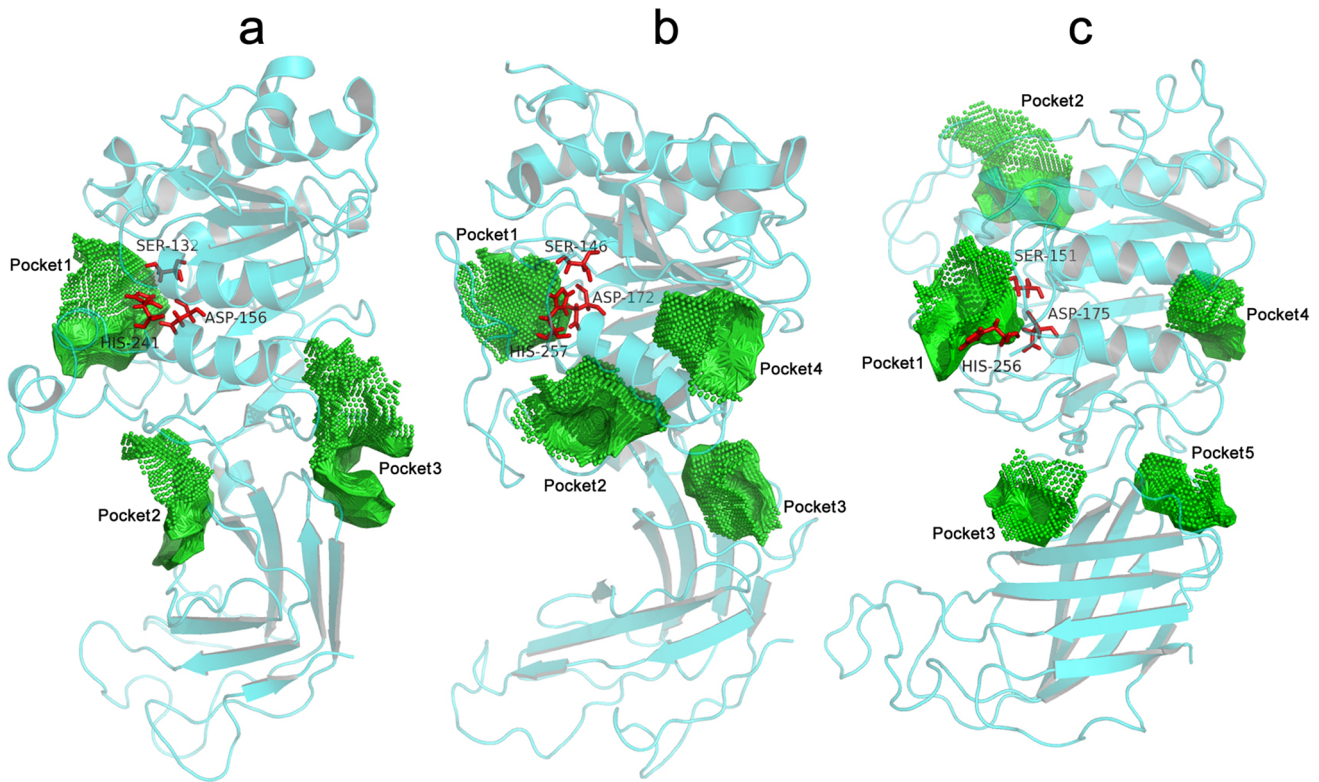 a
b
c
SER-132
Pocket1
ASP-156
HIS-241
Pocket3
Pocket2
Pocket1
SER-146
ASP-172
HIS-257
Pocket4
Pocket2
Pocket3
Pocket2
SER-151
ASP-175
Pocket4
Pocket1
HIS-256
Pocket5
Pocket3